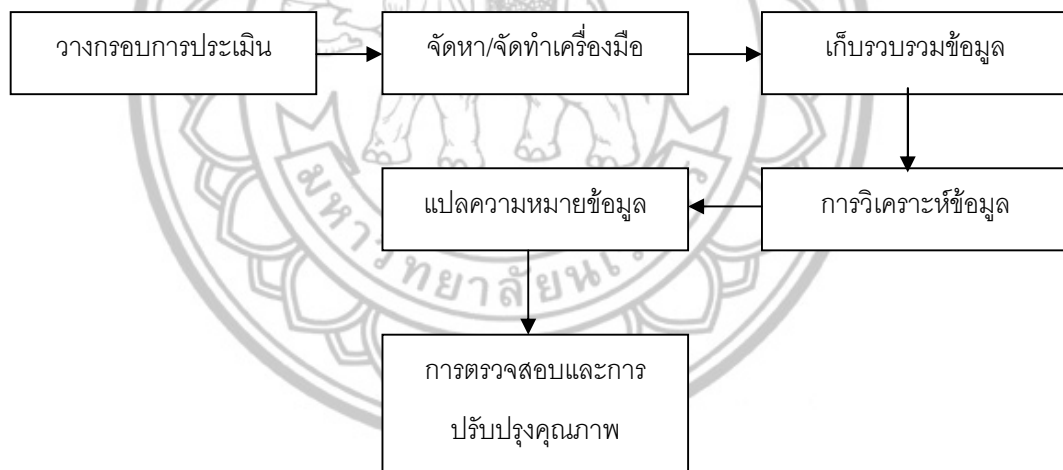 วางกรอบการประเมิน
จัดหา/จัดทำเครื่องมือ
เก็บรวบรวมข้อมูล
การวิเคราะห์ข้อมูล
แปลความหมายข้อมูล
การตรวจสอบและการ
ปรับปรุงคุณภาพ